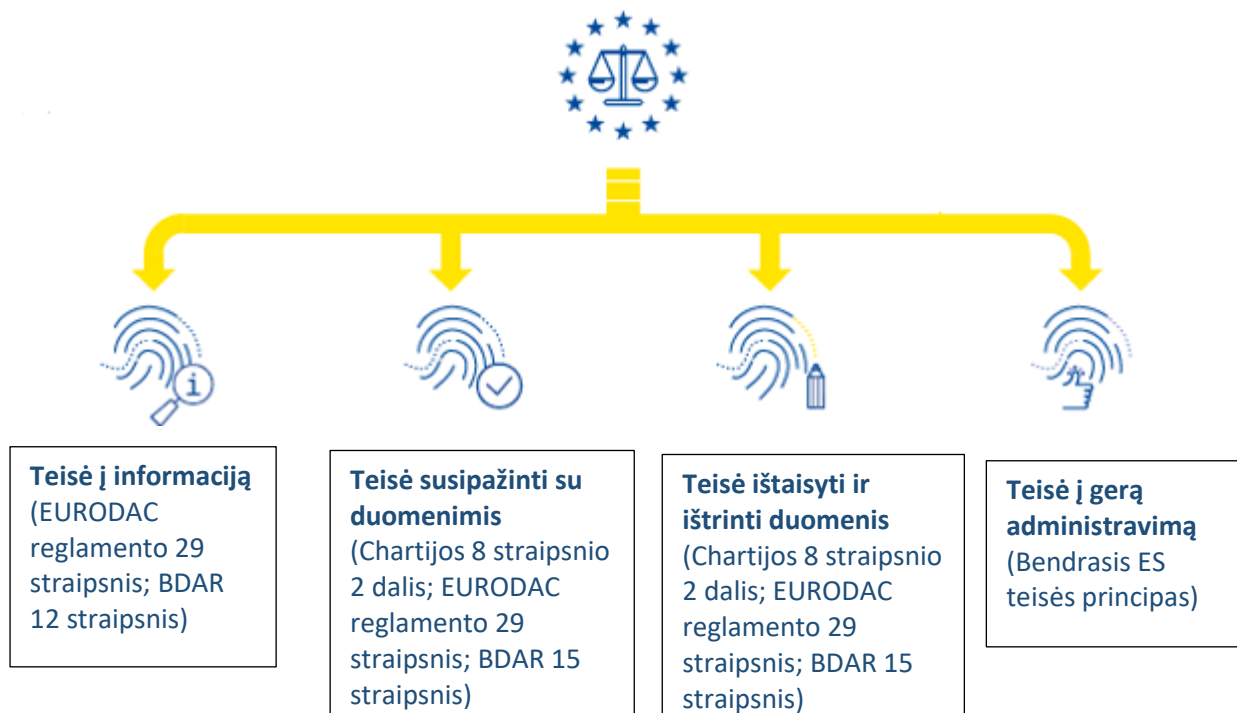 Teisė į informaciją
(EURODAC
reglamento 29
straipsnis; BDAR
12 straipsnis)
Teisė susipažinti su
duomenimis
(Chartijos 8 straipsnio
2 dalis; EURODAC
reglamento 29
straipsnis; BDAR 15
straipsnis)
Teisė ištaisyti ir
ištrinti duomenis
(Chartijos 8 straipsnio
2 dalis; EURODAC
reglamento 29
straipsnis; BDAR 15
straipsnis)
Teisė į gerą
administravimą
(Bendrasis ES
teisės principas)